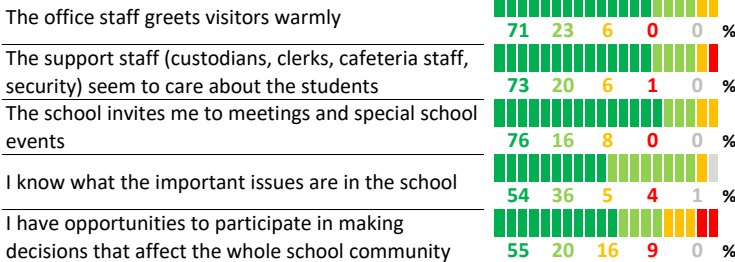 The office staff greets visitors warmly
71 23 6 0 0 %
The support staff (custodians, clerks, cafeteria staff,
security) seem to care about the students
73 20 6 1 0 %
The school invites me to meetings and special school
events
76 16 8 0 0 %
I know what the important issues are in the school
54 36 5 4 1 %
I have opportunities to participate in making
decisions that affect the whole school community
55 20 16 9 0 %